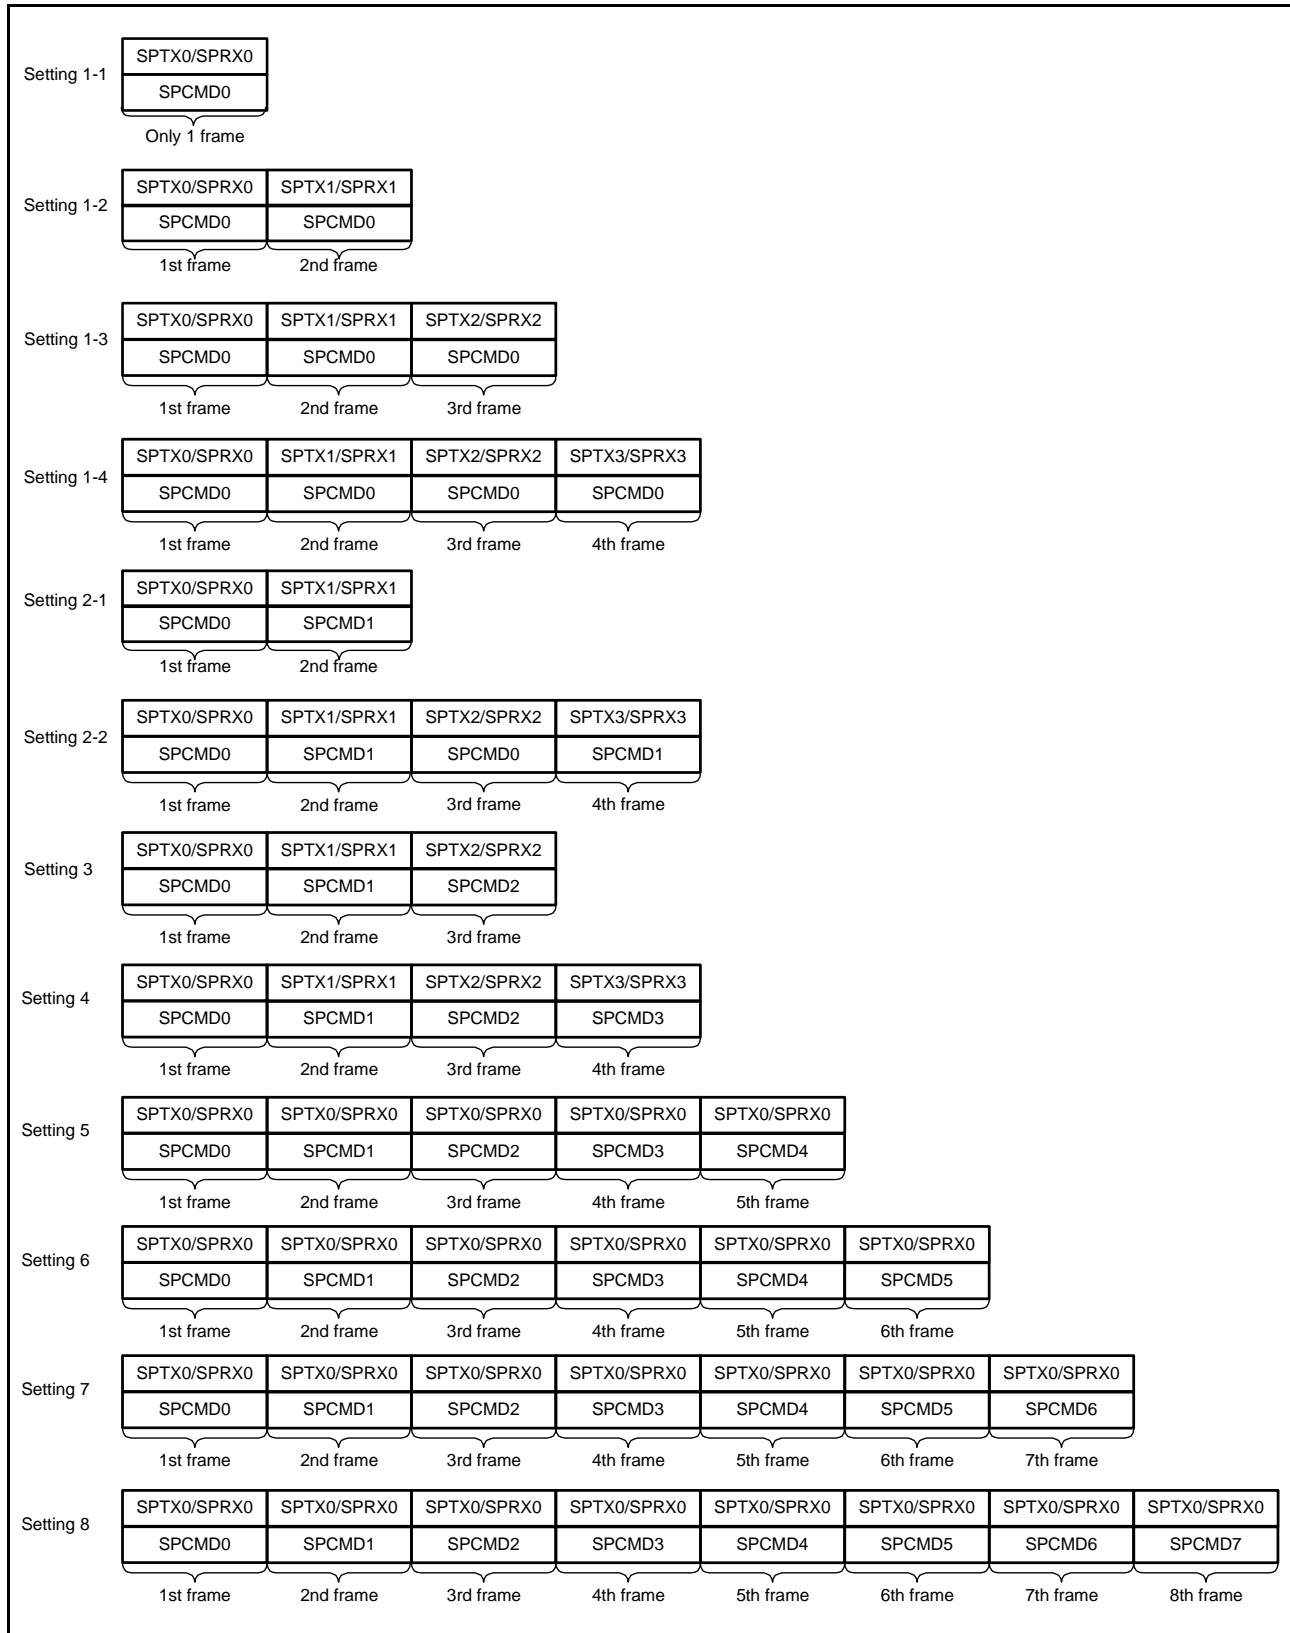 SPTX0/SPRX0
Setting 1-1
SPCMD0
Only 1 frame
SPTX0/SPRX0 SPTX1/SPRX1
Setting 1-2
SPCMD0 SPCMD0
1st frame 2nd frame
SPTX0/SPRX0 SPTX1/SPRX1 SPTX2/SPRX2
Setting 1-3
SPCMD0 SPCMD0 SPCMD0
1st frame 2nd frame 3rd frame
SPTX0/SPRX0 SPTX1/SPRX1 SPTX2/SPRX2 SPTX3/SPRX3
Setting 1-4
SPCMD0 SPCMD0 SPCMD0 SPCMD0
1st frame 2nd frame 3rd frame 4th frame
SPTX0/SPRX0 SPTX1/SPRX1
Setting 2-1
SPCMD0 SPCMD1
1st frame 2nd frame
SPTX0/SPRX0 SPTX1/SPRX1 SPTX2/SPRX2 SPTX3/SPRX3
Setting 2-2
SPCMD0 SPCMD1 SPCMD0 SPCMD1
1st frame 2nd frame 3rd frame 4th frame
SPTX0/SPRX0 SPTX1/SPRX1 SPTX2/SPRX2
Setting 3
SPCMD0 SPCMD1 SPCMD2
1st frame 2nd frame 3rd frame
SPTX0/SPRX0 SPTX1/SPRX1 SPTX2/SPRX2 SPTX3/SPRX3
Setting 4
SPCMD0 SPCMD1 SPCMD2 SPCMD3
1st frame 2nd frame 3rd frame 4th frame
SPTX0/SPRX0 SPTX0/SPRX0 SPTX0/SPRX0 SPTX0/SPRX0 SPTX0/SPRX0
Setting 5
SPCMD0 SPCMD1 SPCMD2 SPCMD3 SPCMD4
1st frame 2nd frame 3rd frame 4th frame 5th frame
SPTX0/SPRX0 SPTX0/SPRX0 SPTX0/SPRX0 SPTX0/SPRX0 SPTX0/SPRX0 SPTX0/SPRX0
Setting 6
SPCMD0 SPCMD1 SPCMD2 SPCMD3 SPCMD4 SPCMD5
1st frame 2nd frame 3rd frame 4th frame 5th frame 6th frame
SPTX0/SPRX0 SPTX0/SPRX0 SPTX0/SPRX0 SPTX0/SPRX0 SPTX0/SPRX0 SPTX0/SPRX0 SPTX0/SPRX0
Setting 7
SPCMD0 SPCMD1 SPCMD2 SPCMD3 SPCMD4 SPCMD5 SPCMD6
1st frame 2nd frame 3rd frame 4th frame 5th frame 6th frame 7th frame
SPTX0/SPRX0 SPTX0/SPRX0 SPTX0/SPRX0 SPTX0/SPRX0 SPTX0/SPRX0 SPTX0/SPRX0 SPTX0/SPRX0 SPTX0/SPRX0
Setting 8
SPCMD0 SPCMD1 SPCMD2 SPCMD3 SPCMD4 SPCMD5 SPCMD6 SPCMD7
1st frame 2nd frame 3rd frame 4th frame 5th frame 6th frame 7th frame 8th frame